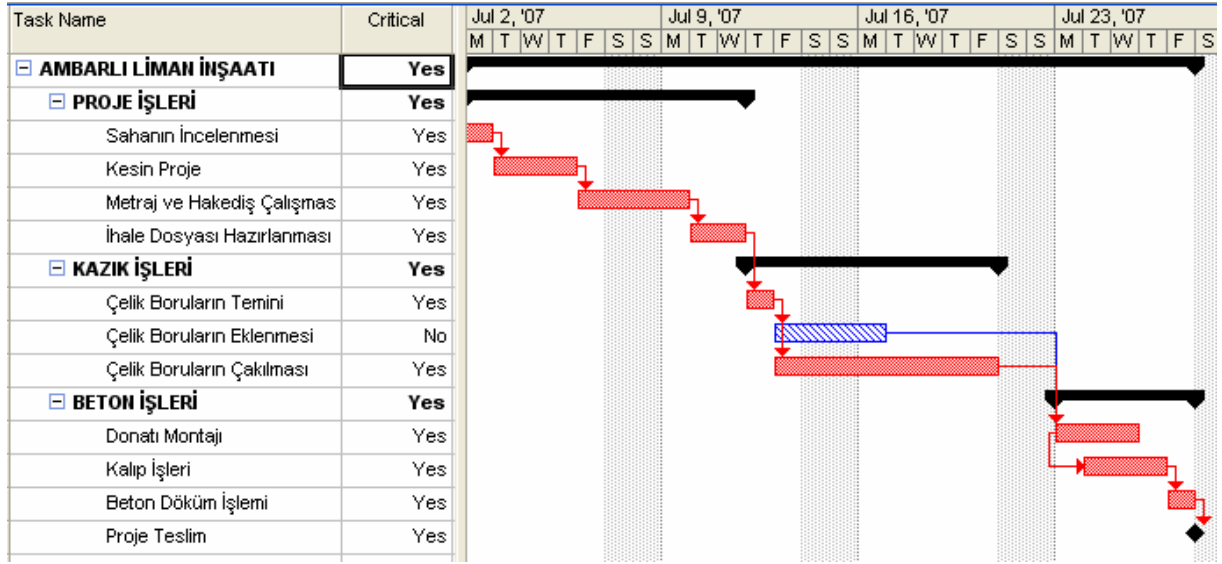 Task Name Critical Jul 2, '07 Jul 9, '07 Jul 16, '07 Jul 23, '07
M T W T F S S M T W T F S S M T W T F S S M T W T F S
AMBARLI LİMAN İNŞAATI Yes
PROJE İŞLERİ Yes
Sahanın İncelenmesi Yes
Kesin Proje Yes
Metraj ve Hakediş Çalışmas Yes
İhale Dosyası Hazırlanması Yes
KAZIK İŞLERİ Yes
Çelik Boruların Temini Yes
Çelik Boruların Eklenmesi No
Çelik Boruların Çakılması Yes
BETON İŞLERİ Yes
Donatı Montajı Yes
Kalıp İşleri Yes
Beton Döküm İşlemi Yes
Proje Teslim Yes